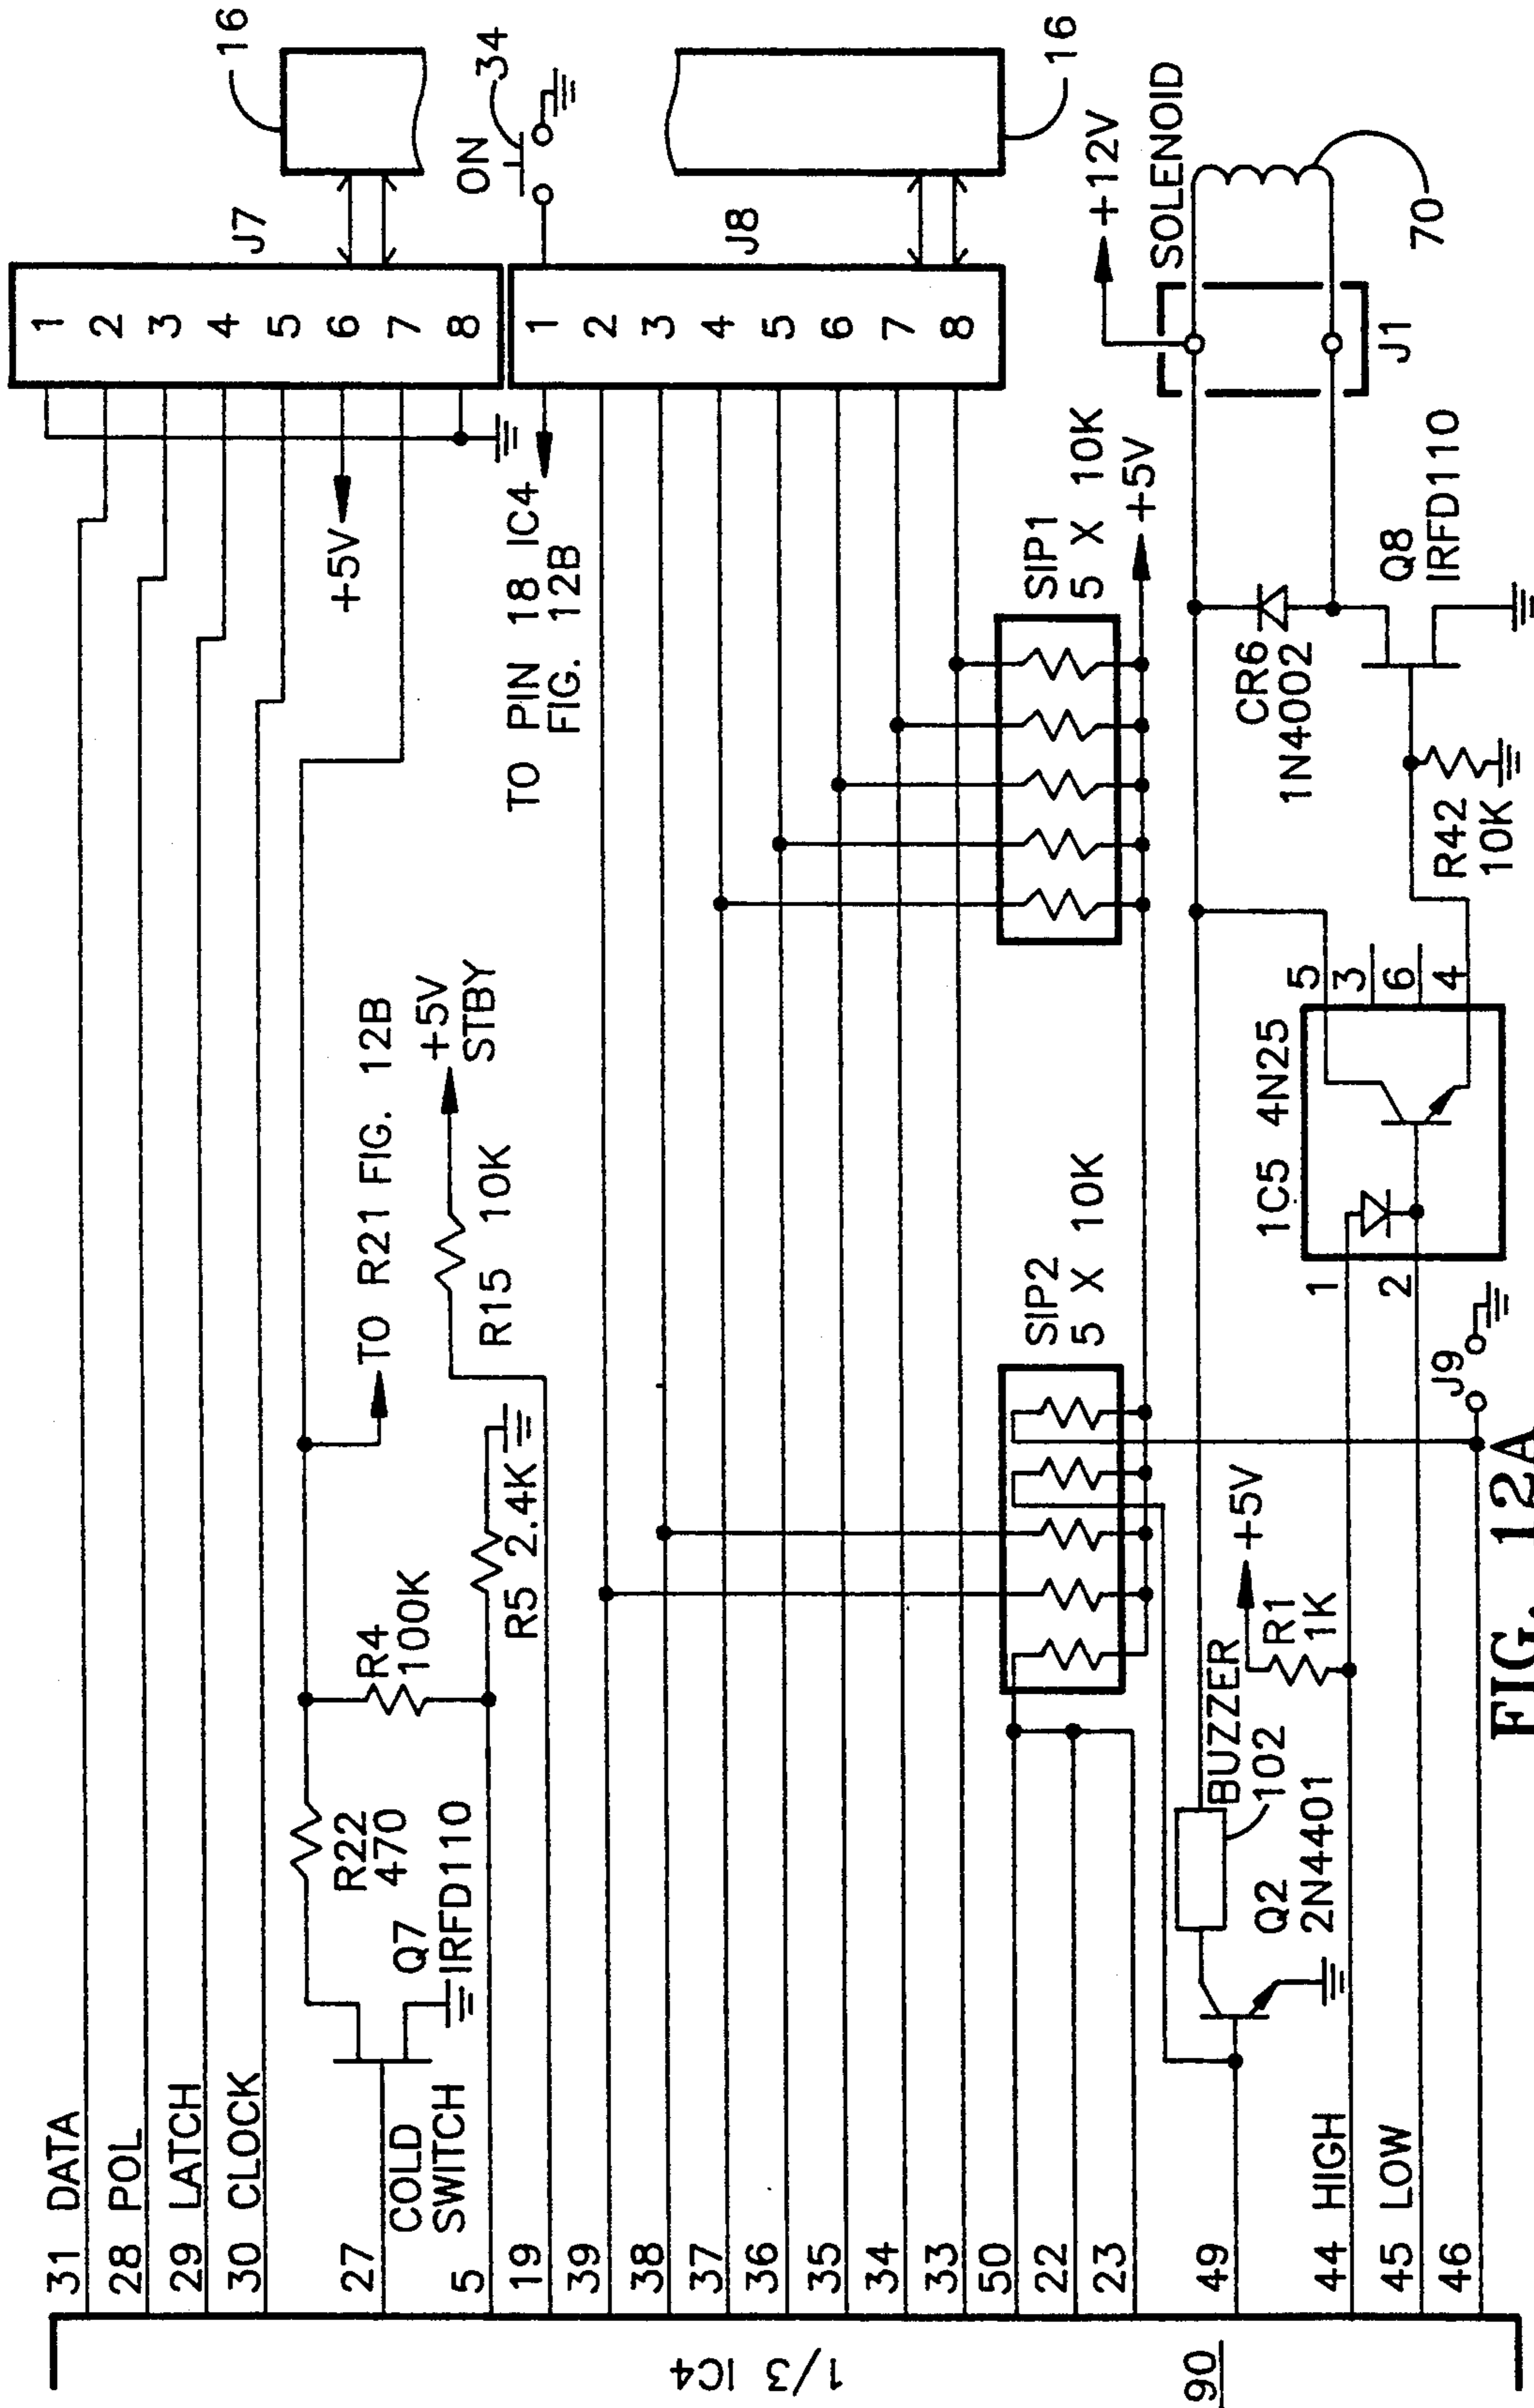 31 DATA
28 POL
29 LATCH
30 CLOCK
27
COLD
SWITCH
5
19
39
38
37
36
35
34
33
50
22
23
49
44 HIGH
45 LOW
46
1/3 IC4
90
Q7
IRFD110
R22
470
R4
100K
R5 2.4K
TO R21 FIG. 12B
+5V
STBY
R15 10K
J7
1
2
3
4
5
6
7
8
+5V
16
ON
34
TO PIN 18 IC4
FIG. 12B
J8
1
2
3
4
5
6
7
8
16
SIP2
5 X 10K
SIP1
5 X 10K
+5V
BUZZER
102
Q2
2N4401
+5V
R1
1K
J9
1C5 4N25
1
2
5
3
6
4
R42
10K
CR6
1N4002
Q8
IRFD110
+12V
SOLENOID
J1
70
FIG. 12A